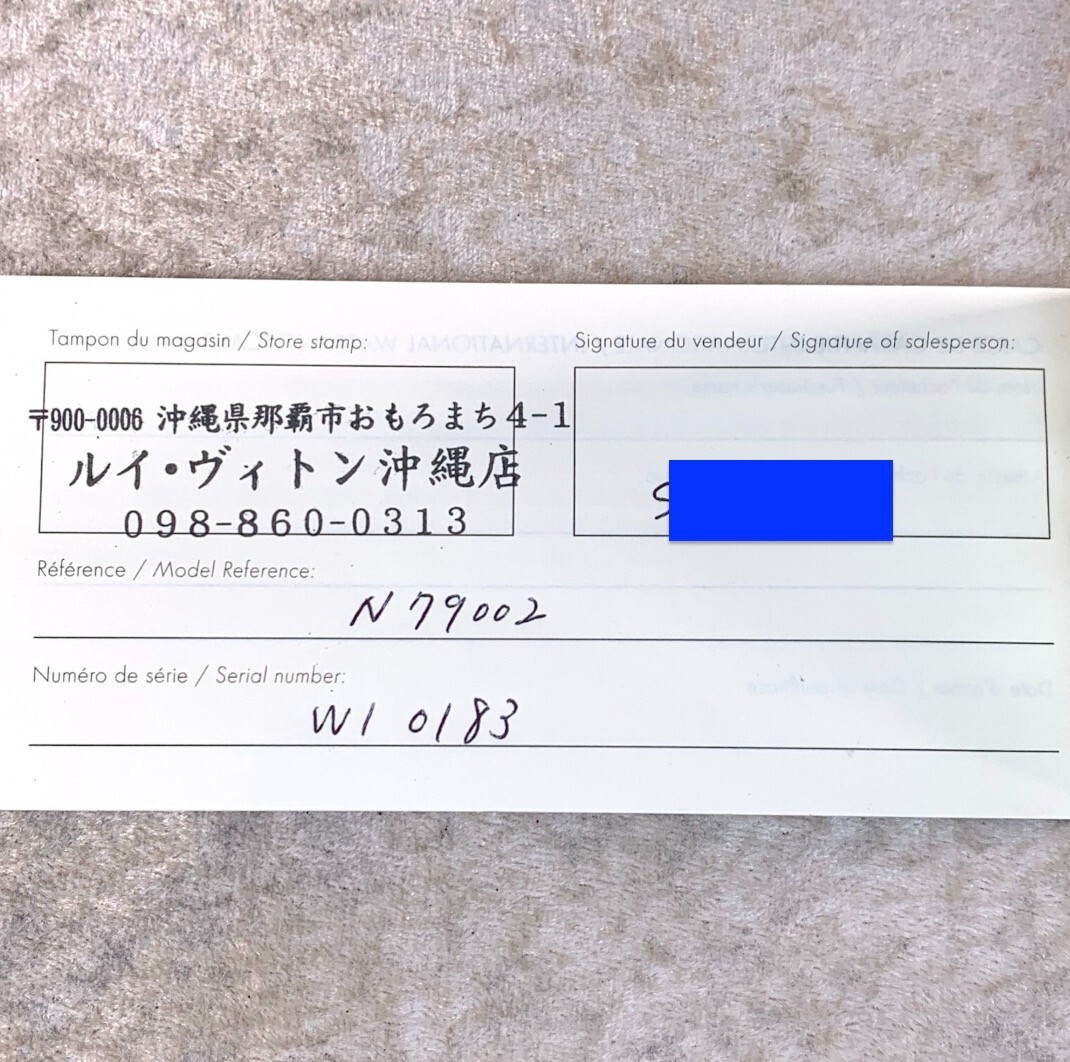 Tampon du magasin / Store stamp:
Signature du vendeur / Signature of salesperson:
〒900-0006 沖縄県那覇市おもろまち4-1
ルイ・ヴィトン沖縄店
098-860-0313
Référence / Model Reference:
N79002
Numéro de série / Serial number:
WI 0183